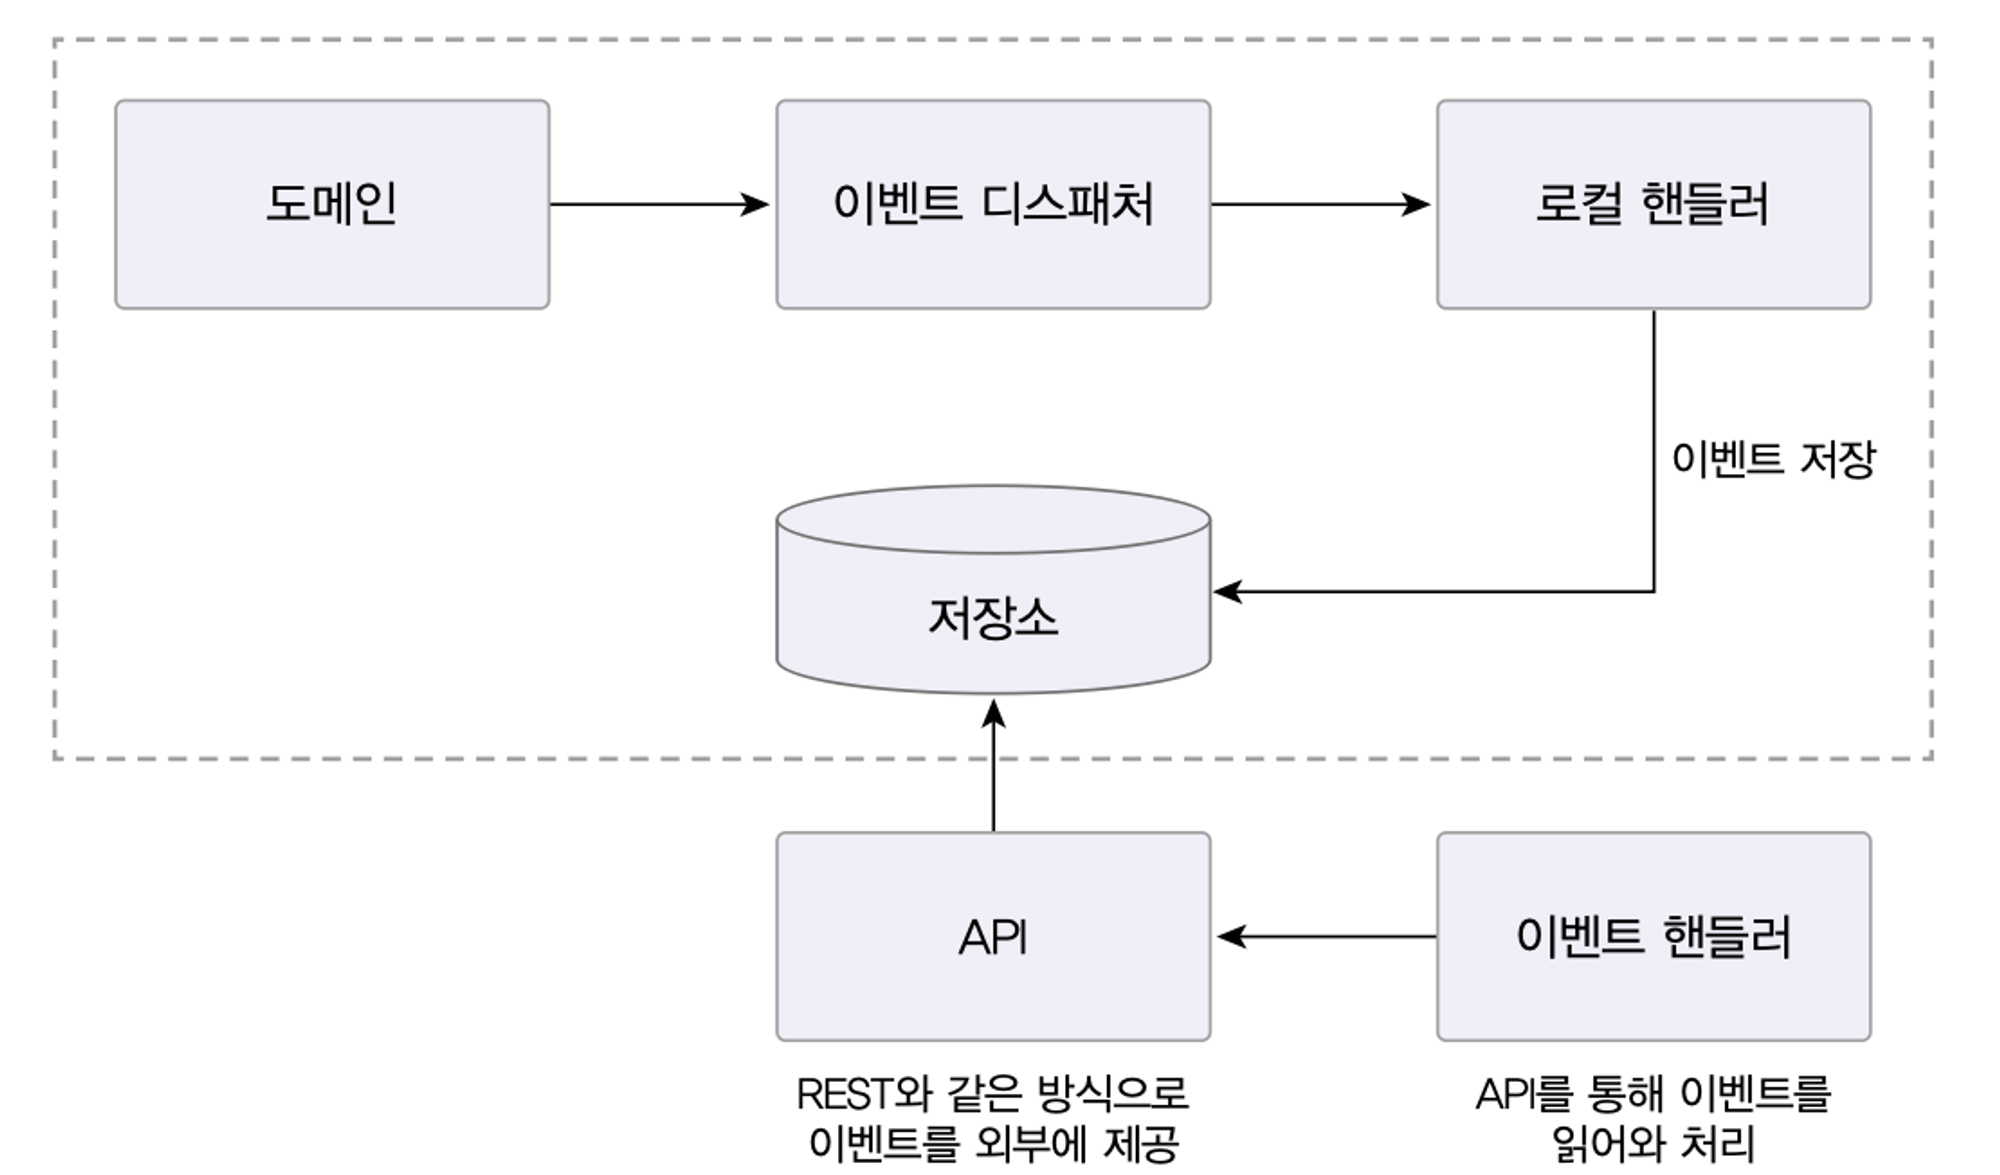 도메인
이벤트 디스패처
로컬 핸들러
이벤트 저장
저장소
API
이벤트 핸들러
REST와 같은 방식으로
이벤트를 외부에 제공
API를 통해 이벤트를
읽어와 처리